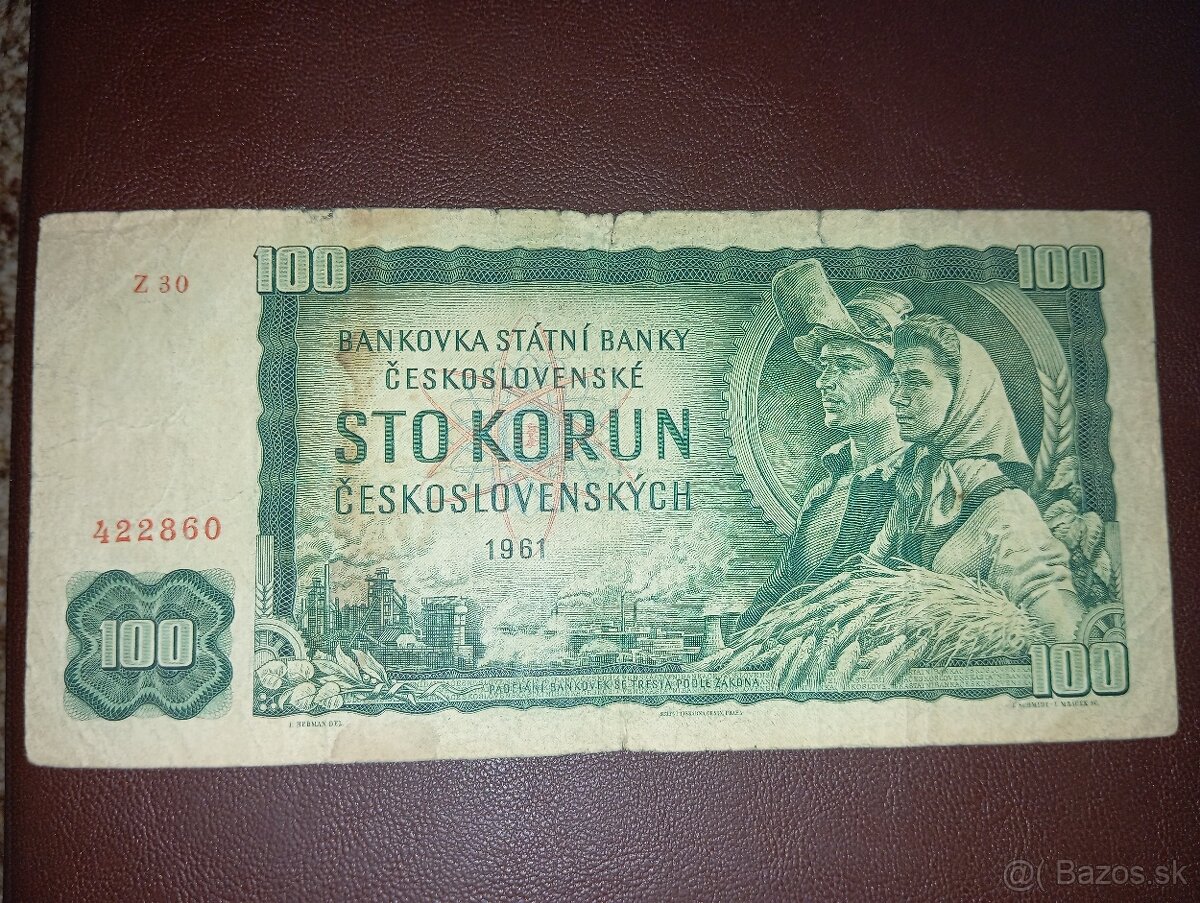 100
100
Z 30
BANKOVKA STÁTNÍ BANKY
ČESKOSLOVENSKÉ
STO KORUN
ČESKOSLOVENSKÝCH
422860
1961
100
100
PADĚLÁNÍ BANKOVEK SE TRESTÁ PODLE ZÁKONA
@( Bazos.sk